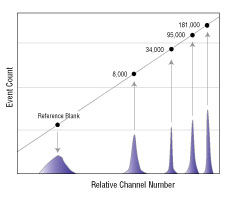 181,000
95,000
34,000
8,000
Reference Blank
Event Count
Relative Channel Number